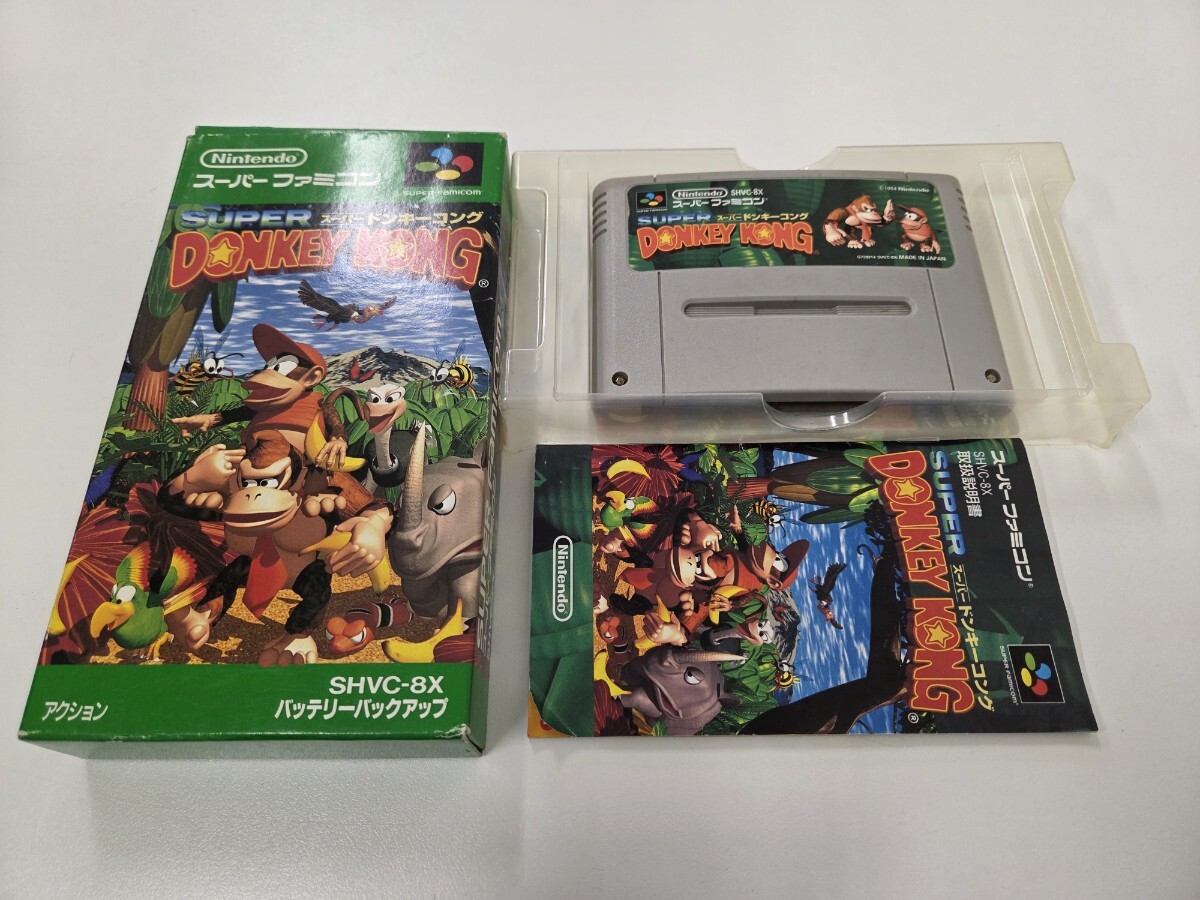 Nintendo
スーパーファミコン
SUPER FAMICOM
SUPER スーパードンキーコング
DONKEY KONG®
SHVC-8X
アクション バッテリーバックアップ
Nintendo SHVC-8X
スーパーファミコン
© 1994 Nintendo
SUPER スーパードンキーコング
DONKEY KONG
MADE IN JAPAN
スーパーファミコン®
SHVC-8X
取扱説明書
SUPER スーパードンキーコング
DONKEY KONG®
SUPER FAMICOM
Nintendo